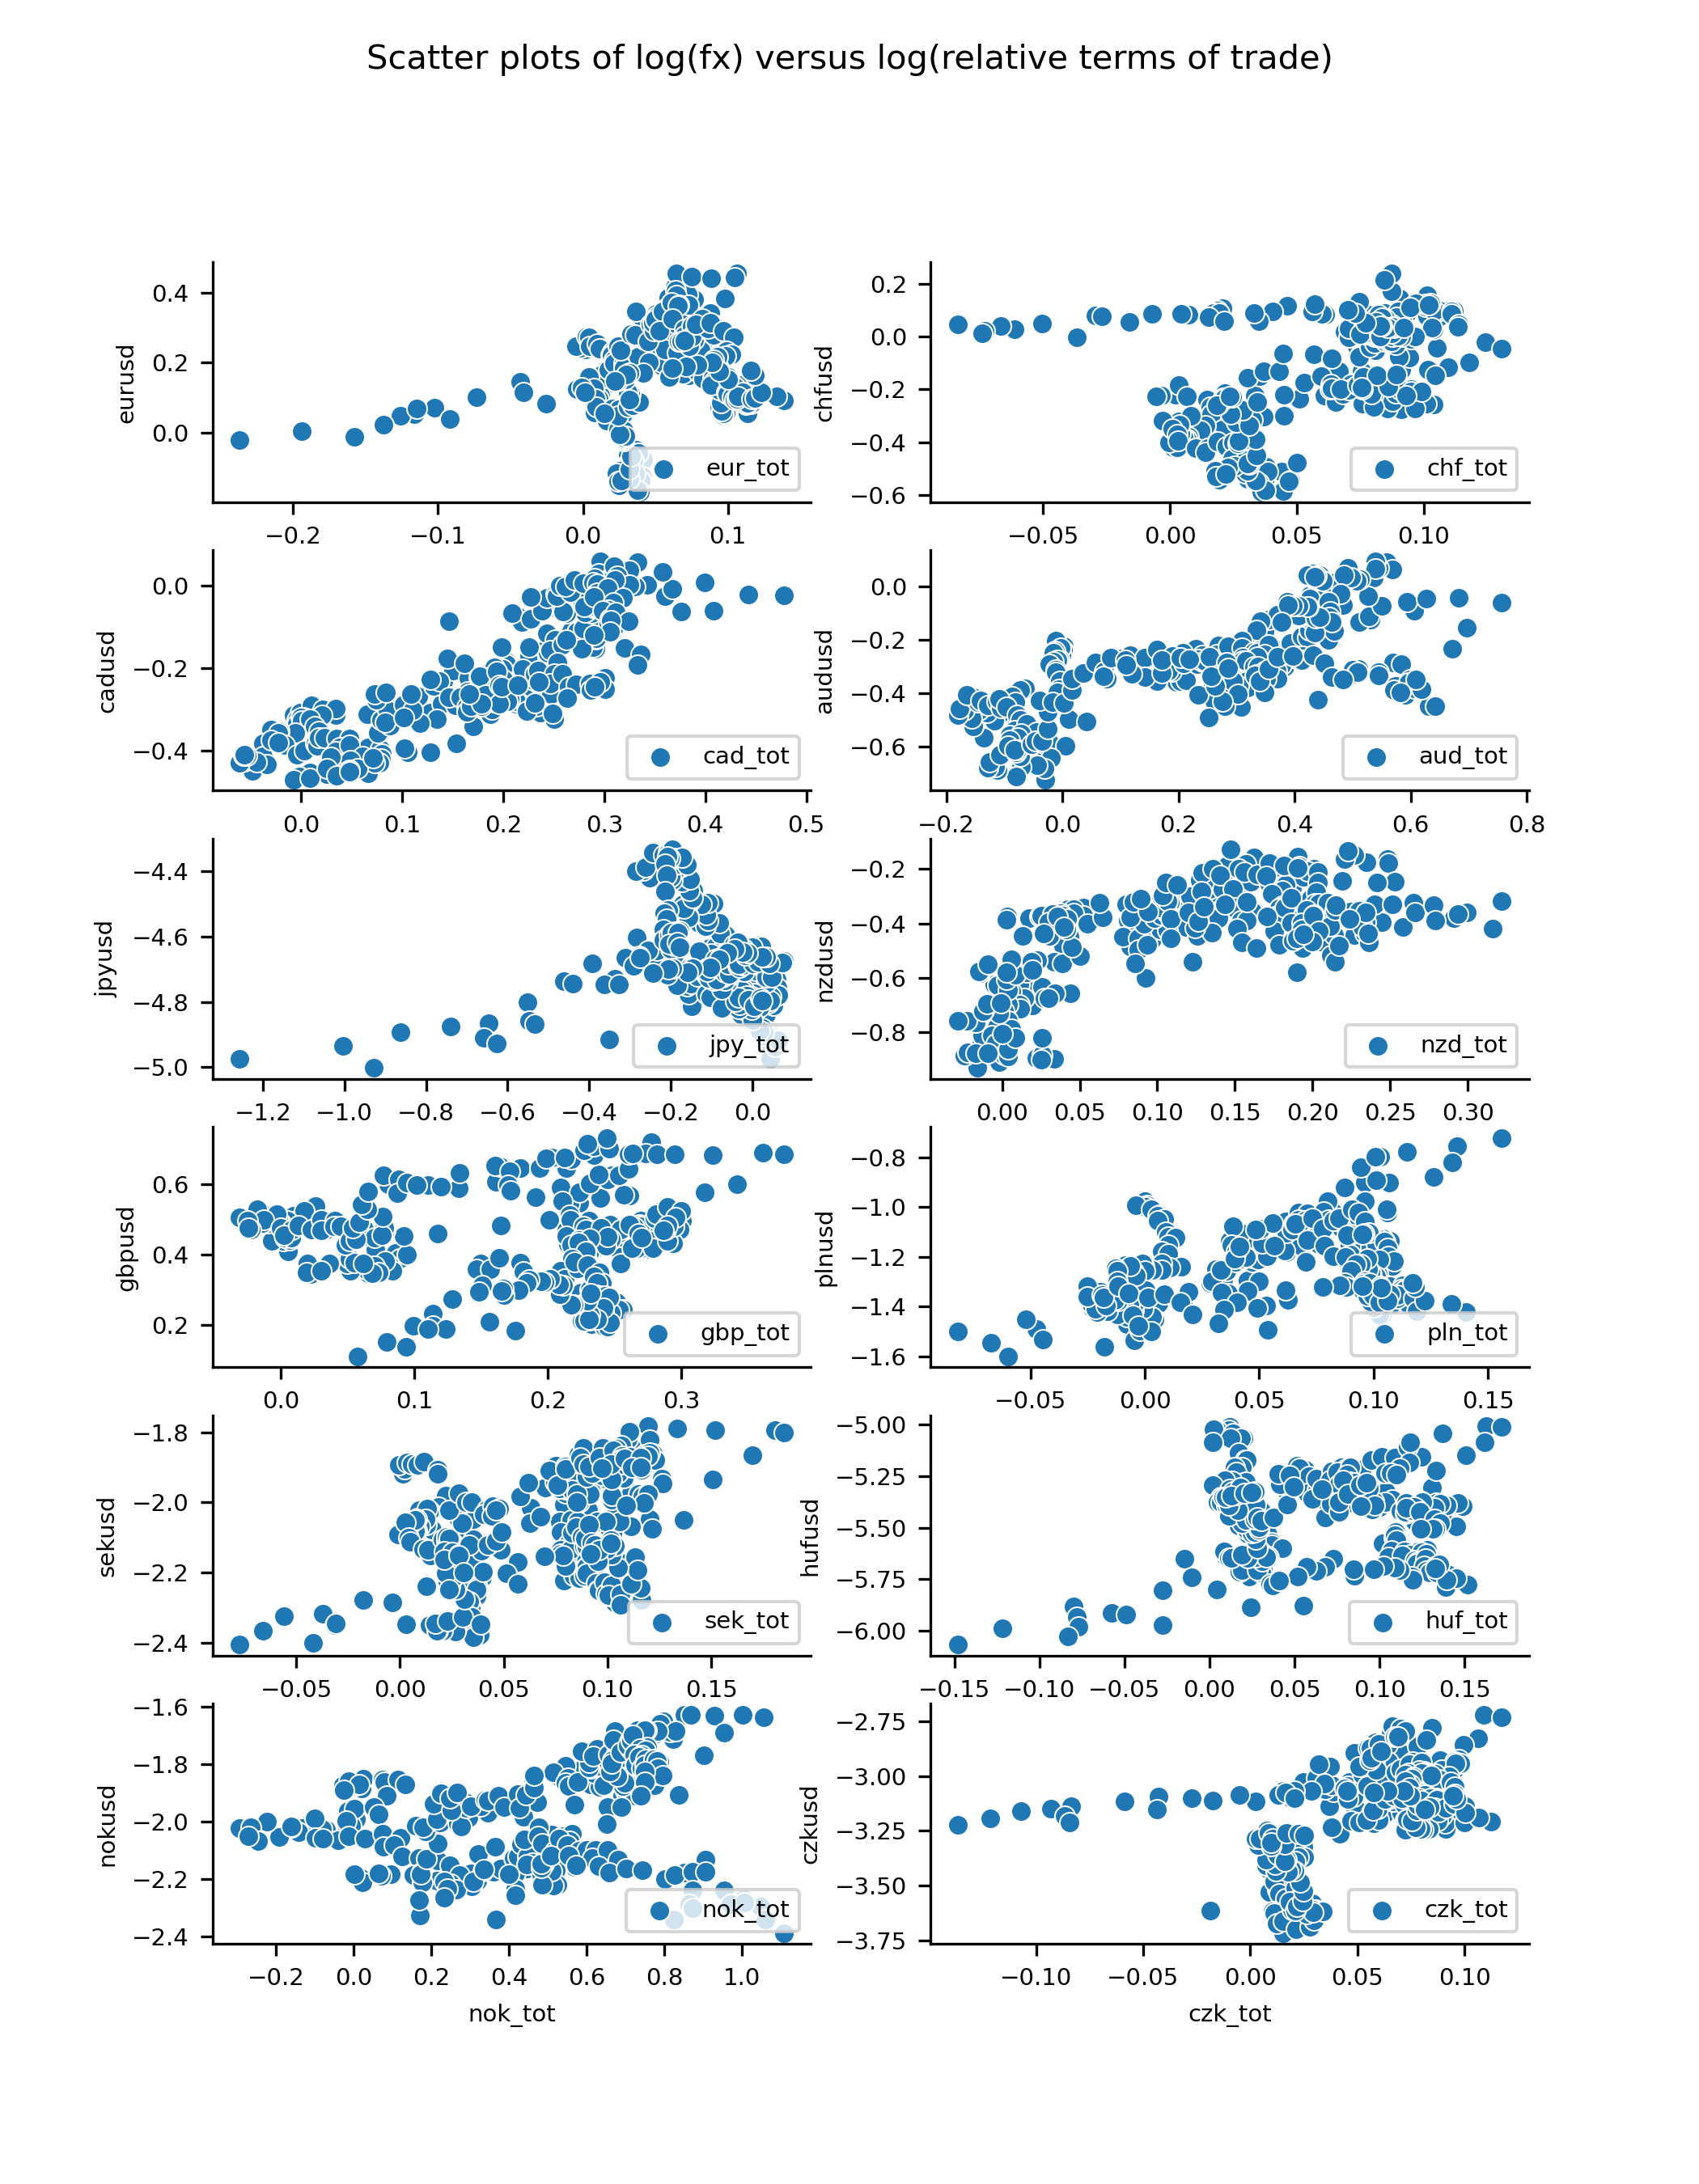 Scatter plots of log(fx) versus log(relative terms of trade)
0.4
0.2
0.0
eurusd
eur_tot
−0.2 −0.1 0.0 0.1
0.2
0.0
−0.2
−0.4
−0.6
chfusd
chf_tot
−0.05 0.00 0.05 0.10
0.0
−0.2
−0.4
cadusd
cad_tot
0.0 0.1 0.2 0.3 0.4 0.5
0.0
−0.2
−0.4
−0.6
audusd
aud_tot
−0.2 0.0 0.2 0.4 0.6 0.8
−4.4
−4.6
−4.8
−5.0
jpyusd
jpy_tot
−1.2 −1.0 −0.8 −0.6 −0.4 −0.2 0.0
−0.2
−0.4
−0.6
−0.8
nzdusd
nzd_tot
0.00 0.05 0.10 0.15 0.20 0.25 0.30
0.6
0.4
0.2
gbpusd
gbp_tot
0.0 0.1 0.2 0.3
−0.8
−1.0
−1.2
−1.4
−1.6
plnusd
pln_tot
−0.05 0.00 0.05 0.10 0.15
−1.8
−2.0
−2.2
−2.4
sekusd
sek_tot
−0.05 0.00 0.05 0.10 0.15
−5.00
−5.25
−5.50
−5.75
−6.00
hufusd
huf_tot
−0.15 −0.10 −0.05 0.00 0.05 0.10 0.15
−1.6
−1.8
−2.0
−2.2
−2.4
nokusd
nok_tot
−0.2 0.0 0.2 0.4 0.6 0.8 1.0
nok_tot
−2.75
−3.00
−3.25
−3.50
−3.75
czkusd
czk_tot
−0.10 −0.05 0.00 0.05 0.10
czk_tot